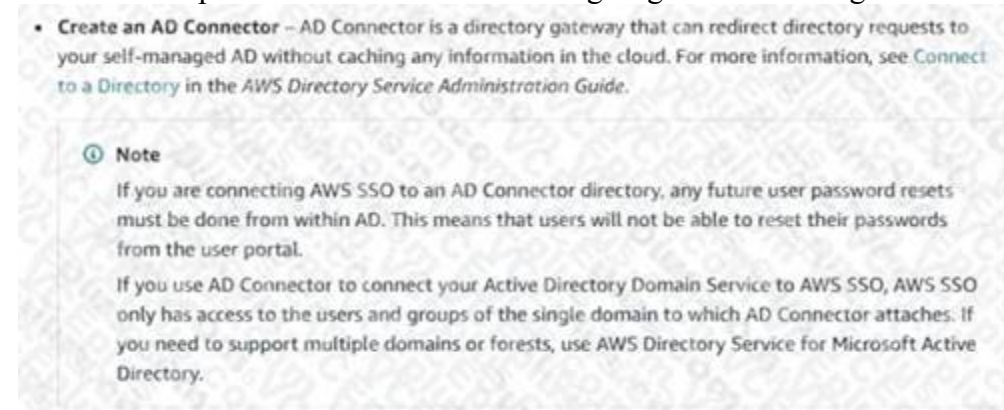 • Create an AD Connector – AD Connector is a directory gateway that can redirect directory requests to
your self-managed AD without caching any information in the cloud. For more information, see Connect
to a Directory in the AWS Directory Service Administration Guide.
Note
If you are connecting AWS SSO to an AD Connector directory, any future user password resets
must be done from within AD. This means that users will not be able to reset their passwords
from the user portal.
If you use AD Connector to connect your Active Directory Domain Service to AWS SSO, AWS SSO
only has access to the users and groups of the single domain to which AD Connector attaches. If
you need to support multiple domains or forests, use AWS Directory Service for Microsoft Active
Directory.